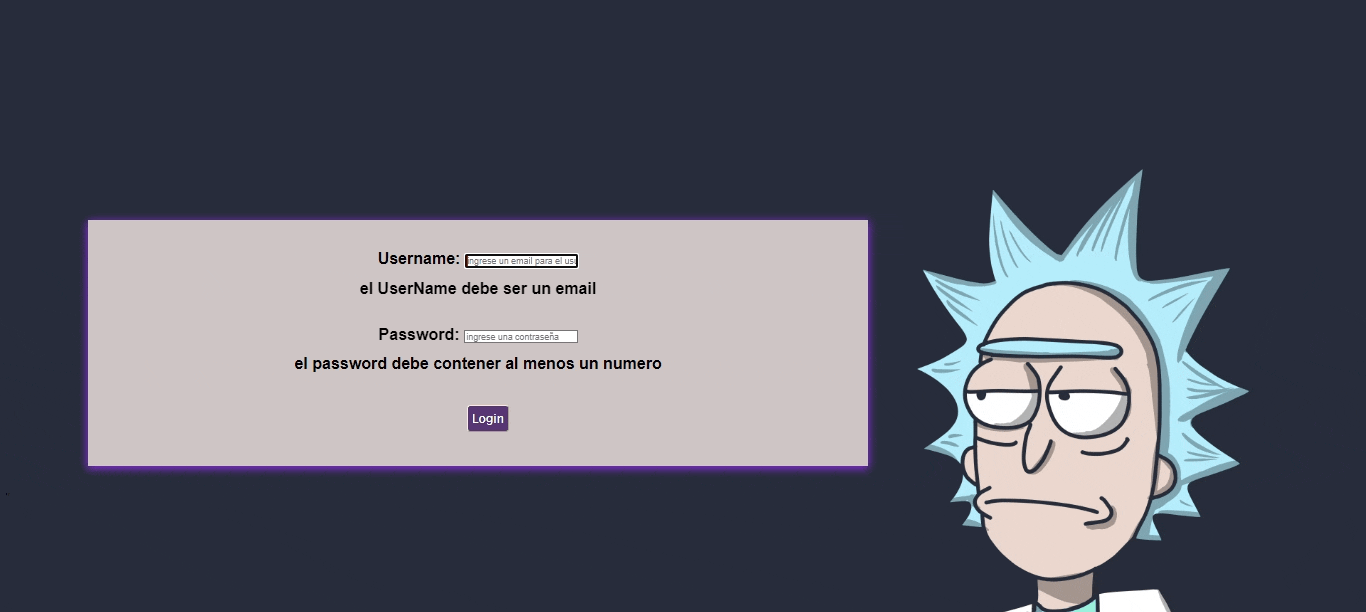 Username: ingrese un email para el usu
el UserName debe ser un email
Password: ingrese una contraseña
el password debe contener al menos un numero
Login